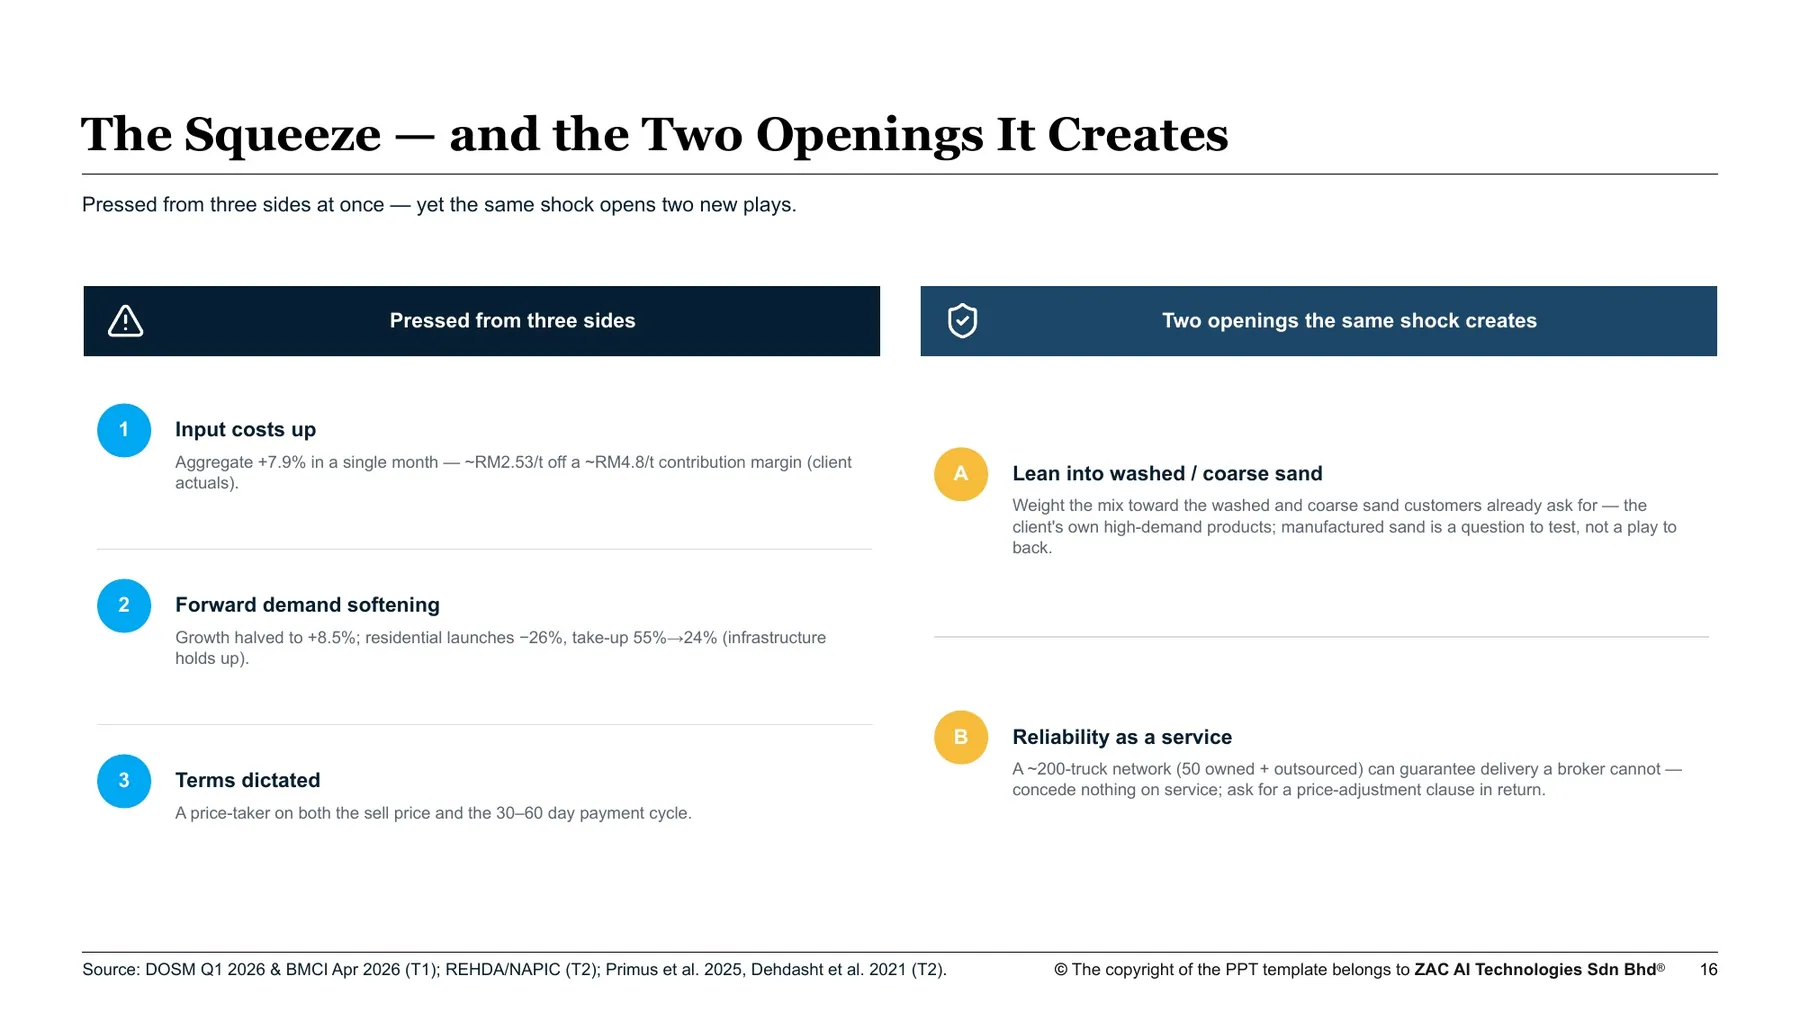 The Squeeze — and the Two Openings It Creates
Pressed from three sides at once — yet the same shock opens two new plays.
Pressed from three sides
1
Input costs up
Aggregate +7.9% in a single month — ~RM2.53/t off a ~RM4.8/t contribution margin (client
actuals).
2
Forward demand softening
Growth halved to +8.5%; residential launches −26%, take-up 55%→24% (infrastructure
holds up).
3
Terms dictated
A price-taker on both the sell price and the 30–60 day payment cycle.
Two openings the same shock creates
A
Lean into washed / coarse sand
Weight the mix toward the washed and coarse sand customers already ask for — the
client's own high-demand products; manufactured sand is a question to test, not a play to
back.
B
Reliability as a service
A ~200-truck network (50 owned + outsourced) can guarantee delivery a broker cannot —
concede nothing on service; ask for a price-adjustment clause in return.
Source: DOSM Q1 2026 & BMCI Apr 2026 (T1); REHDA/NAPIC (T2); Primus et al. 2025, Dehdasht et al. 2021 (T2).
© The copyright of the PPT template belongs to ZAC AI Technologies Sdn Bhd®
16